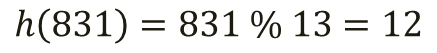 h(831) = 831 % 13 = 12